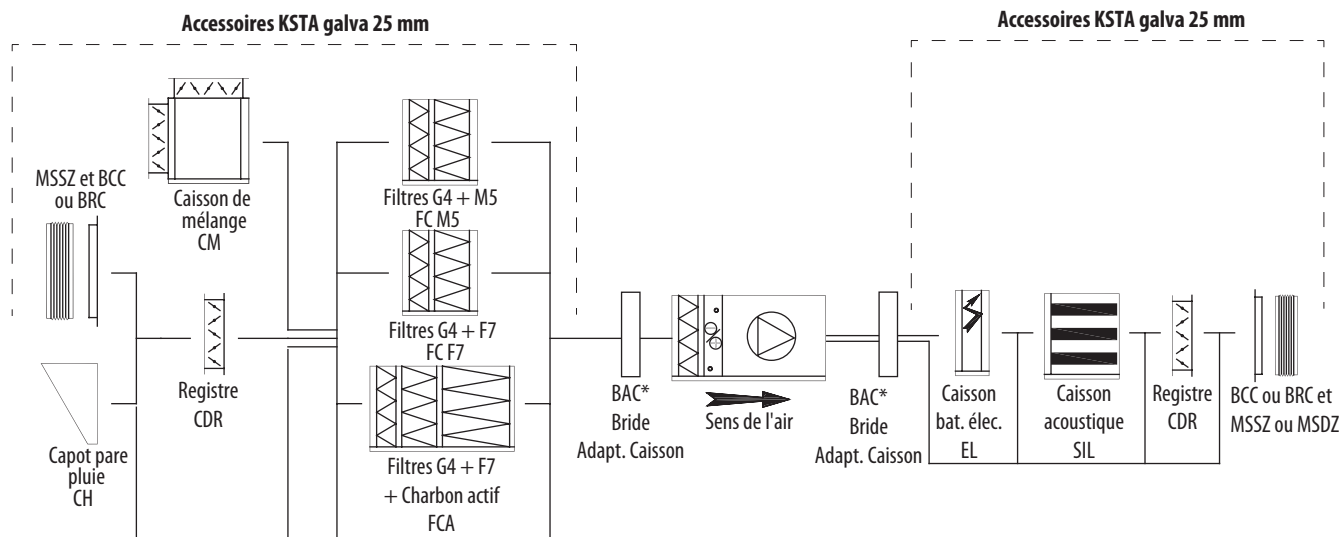 Accessoires KSTA galva 25 mm
Accessoires KSTA galva 25 mm
MSSZ et BCC
ou BRC
Caisson de
mélange
CM
Filtres G4 + M5
FC M5
Filtres G4 + F7
FC F7
Filtres G4 + F7
+ Charbon actif
FCA
Registre
CDR
Capot pare
pluie
CH
BAC*
Bride
Adapt. Caisson
Sens de l'air
BAC*
Bride
Adapt. Caisson
Caisson
bat. élec.
EL
Caisson
acoustique
SIL
Registre
CDR
BCC ou BRC et
MSSZ ou MSDZ